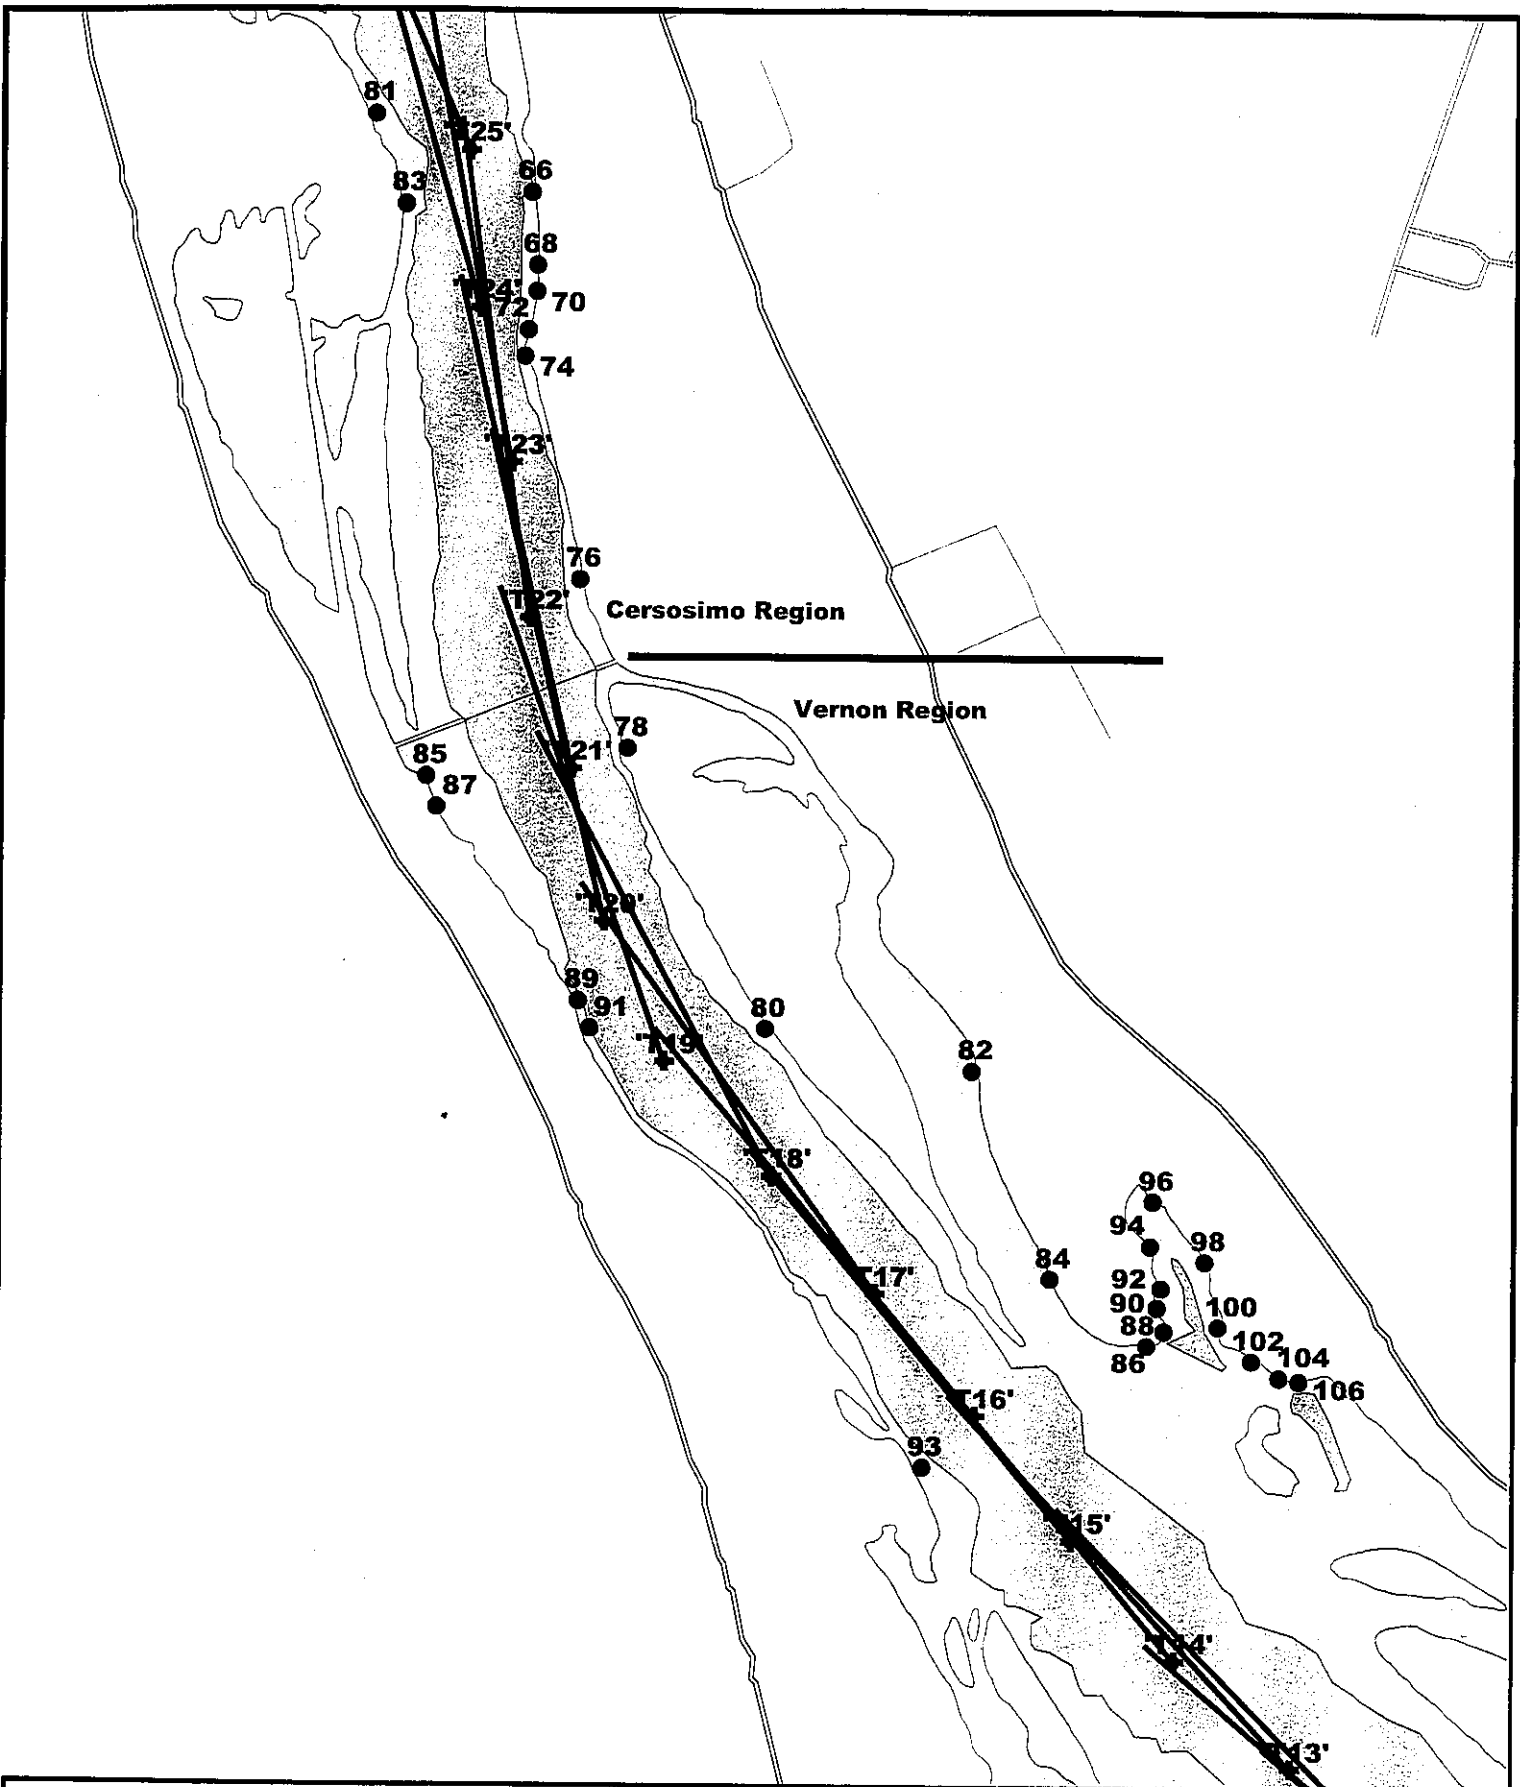 81
'T25'
66
83
68
'T24'
70
72
74
'T23'
76
'T22'
Cersosimo Region
Vernon Region
78
'T21'
85
87
'T20'
89
91
80
'T19'
82
'T18'
96
94
98
84
'T17'
92
90
100
88
102
86
104
106
'T16'
93
'T15'
'T14'
'T13'